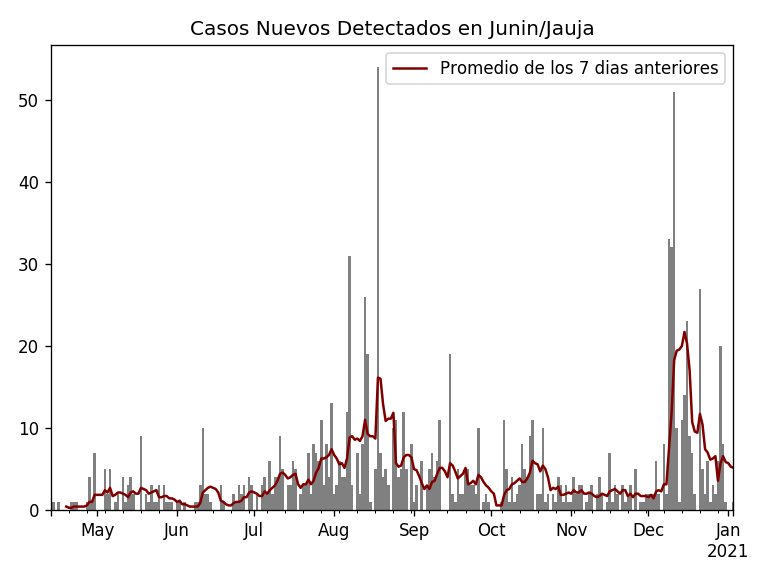 Casos Nuevos Detectados en Junin/Jauja
Promedio de los 7 dias anteriores
50
40
30
20
10
0
May Jun Jul Aug Sep Oct Nov Dec Jan
2021